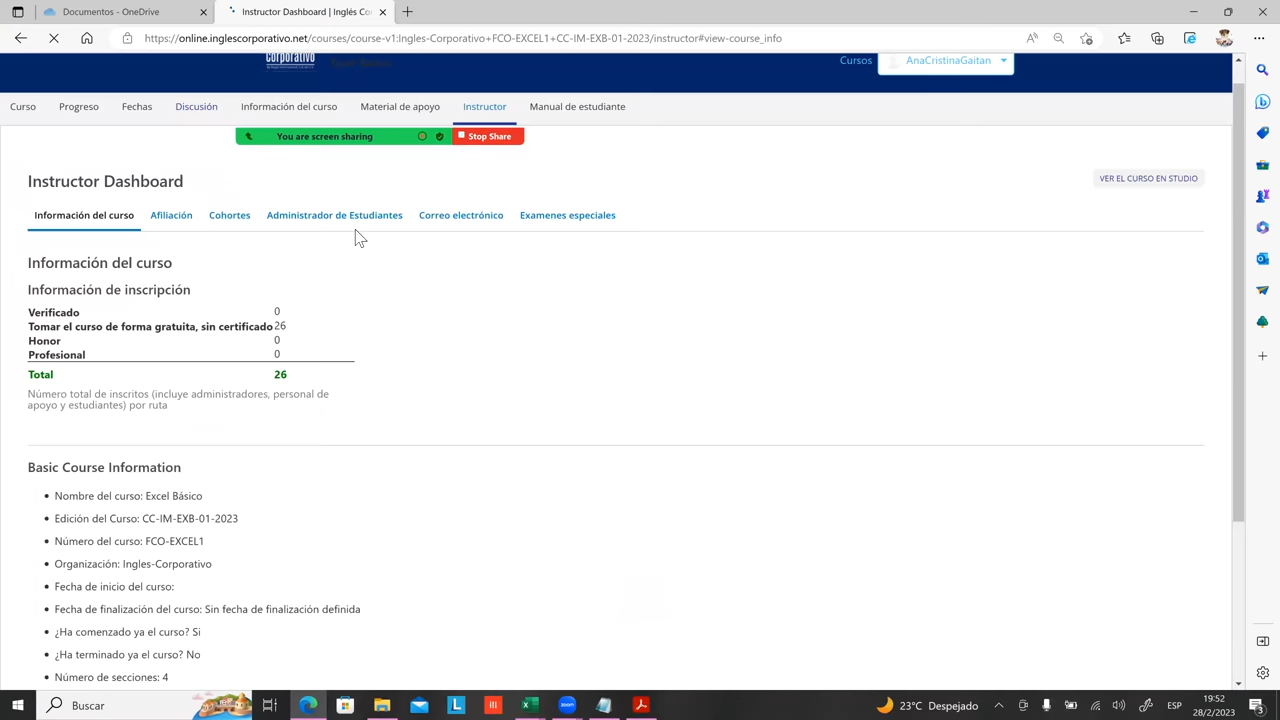 Documentos - OneDrive
Instructor Dashboard | Inglés Co
https://online.inglescorporativo.net/courses/course-v1:Ingles-Corporativo+FCO-EXCEL1+CC-IM-EXB-01-2023/instructor#view-course_info
corporativo
Cursos
AnaCristinaGaitan
Curso
Progreso
Fechas
Discusión
Información del curso
Material de apoyo
Instructor
Manual de estudiante
You are screen sharing
Stop Share
Instructor Dashboard
VER EL CURSO EN STUDIO
Información del curso
Afiliación
Cohortes
Administrador de Estudiantes
Correo electrónico
Examenes especiales
Información del curso
Información de inscripción
Verificado 0
Tomar el curso de forma gratuita, sin certificado 26
Honor 0
Profesional 0
Total 26
Número total de inscritos (incluye administradores, personal de
apoyo y estudiantes) por ruta
Basic Course Information
Nombre del curso: Excel Básico
Edición del Curso: CC-IM-EXB-01-2023
Número del curso: FCO-EXCEL1
Organización: Ingles-Corporativo
Fecha de inicio del curso:
Fecha de finalización del curso: Sin fecha de finalización definida
¿Ha comenzado ya el curso? Si
¿Ha terminado ya el curso? No
Número de secciones: 4
Buscar
23°C Despejado
ESP
19:52
28/2/2023